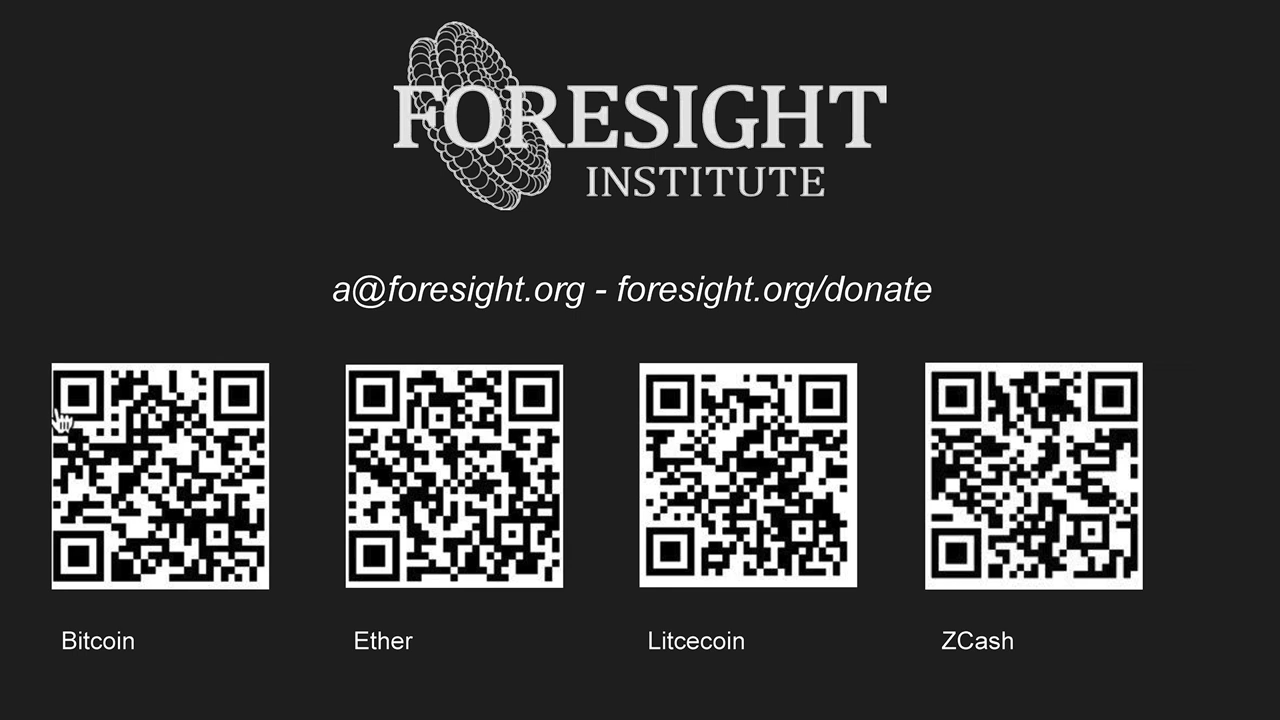 FORESIGHT
INSTITUTE
a@foresight.org - foresight.org/donate
Bitcoin
Ether
Litcecoin
ZCash